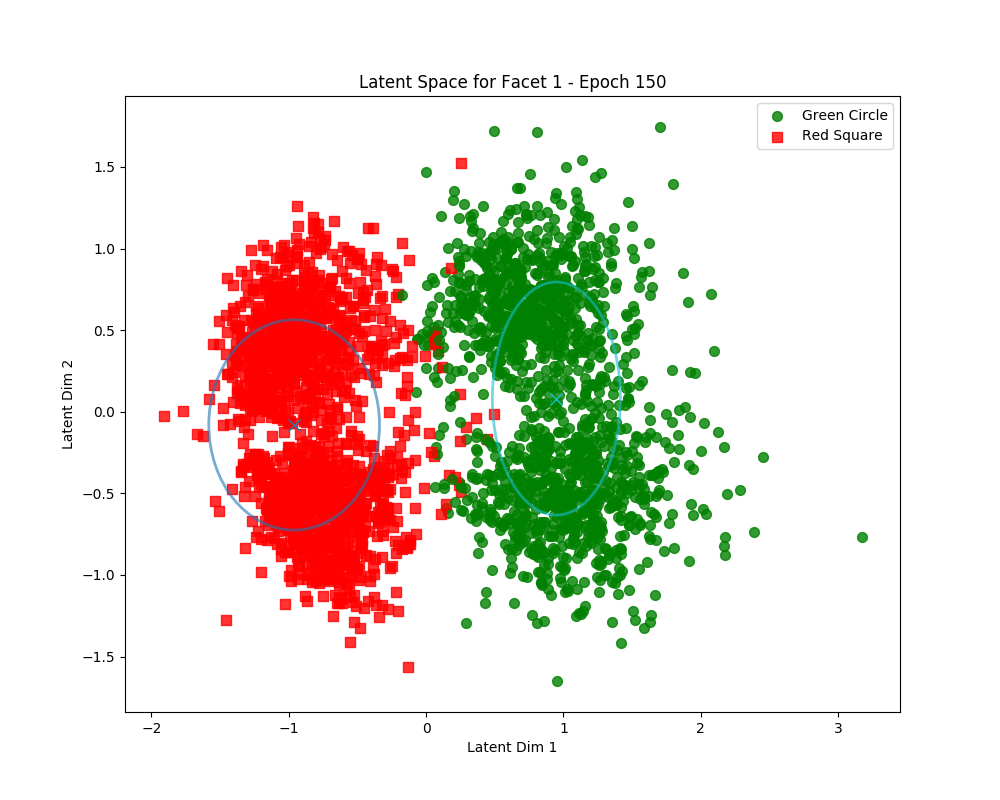 Latent Space for Facet 1 - Epoch 150
Green Circle
Red Square
1.5
1.0
0.5
0.0
−0.5
−1.0
−1.5
Latent Dim 2
−2
−1
0
1
2
3
Latent Dim 1